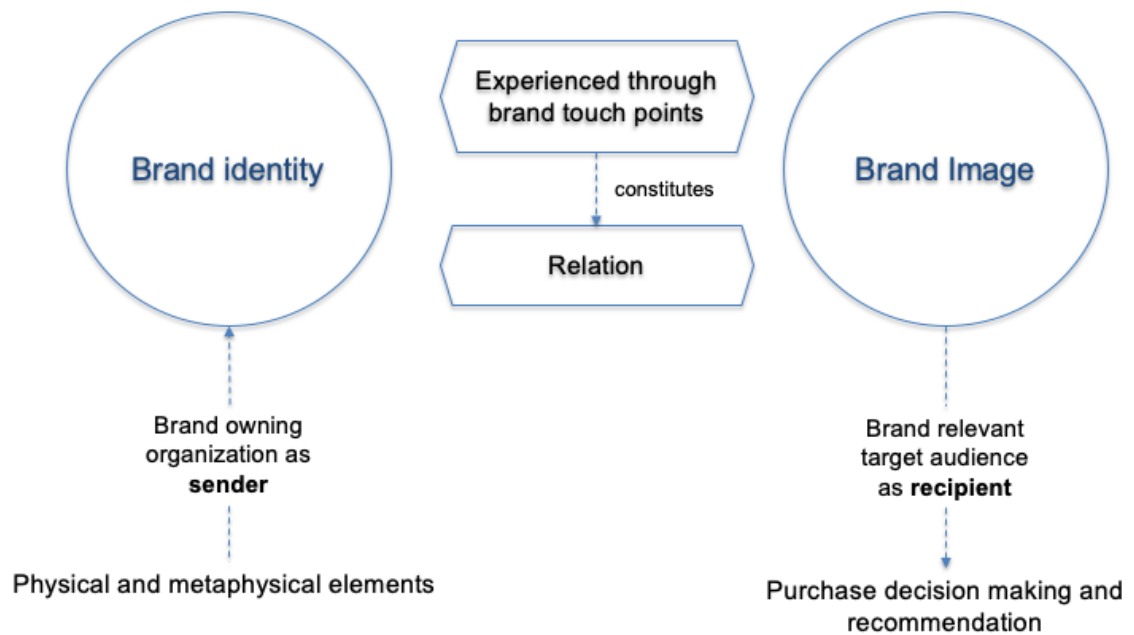 Brand identity
Experienced through
brand touch points
constitutes
Relation
Brand Image
Brand owning
organization as
sender
Physical and metaphysical elements
Brand relevant
target audience
as recipient
Purchase decision making and
recommendation